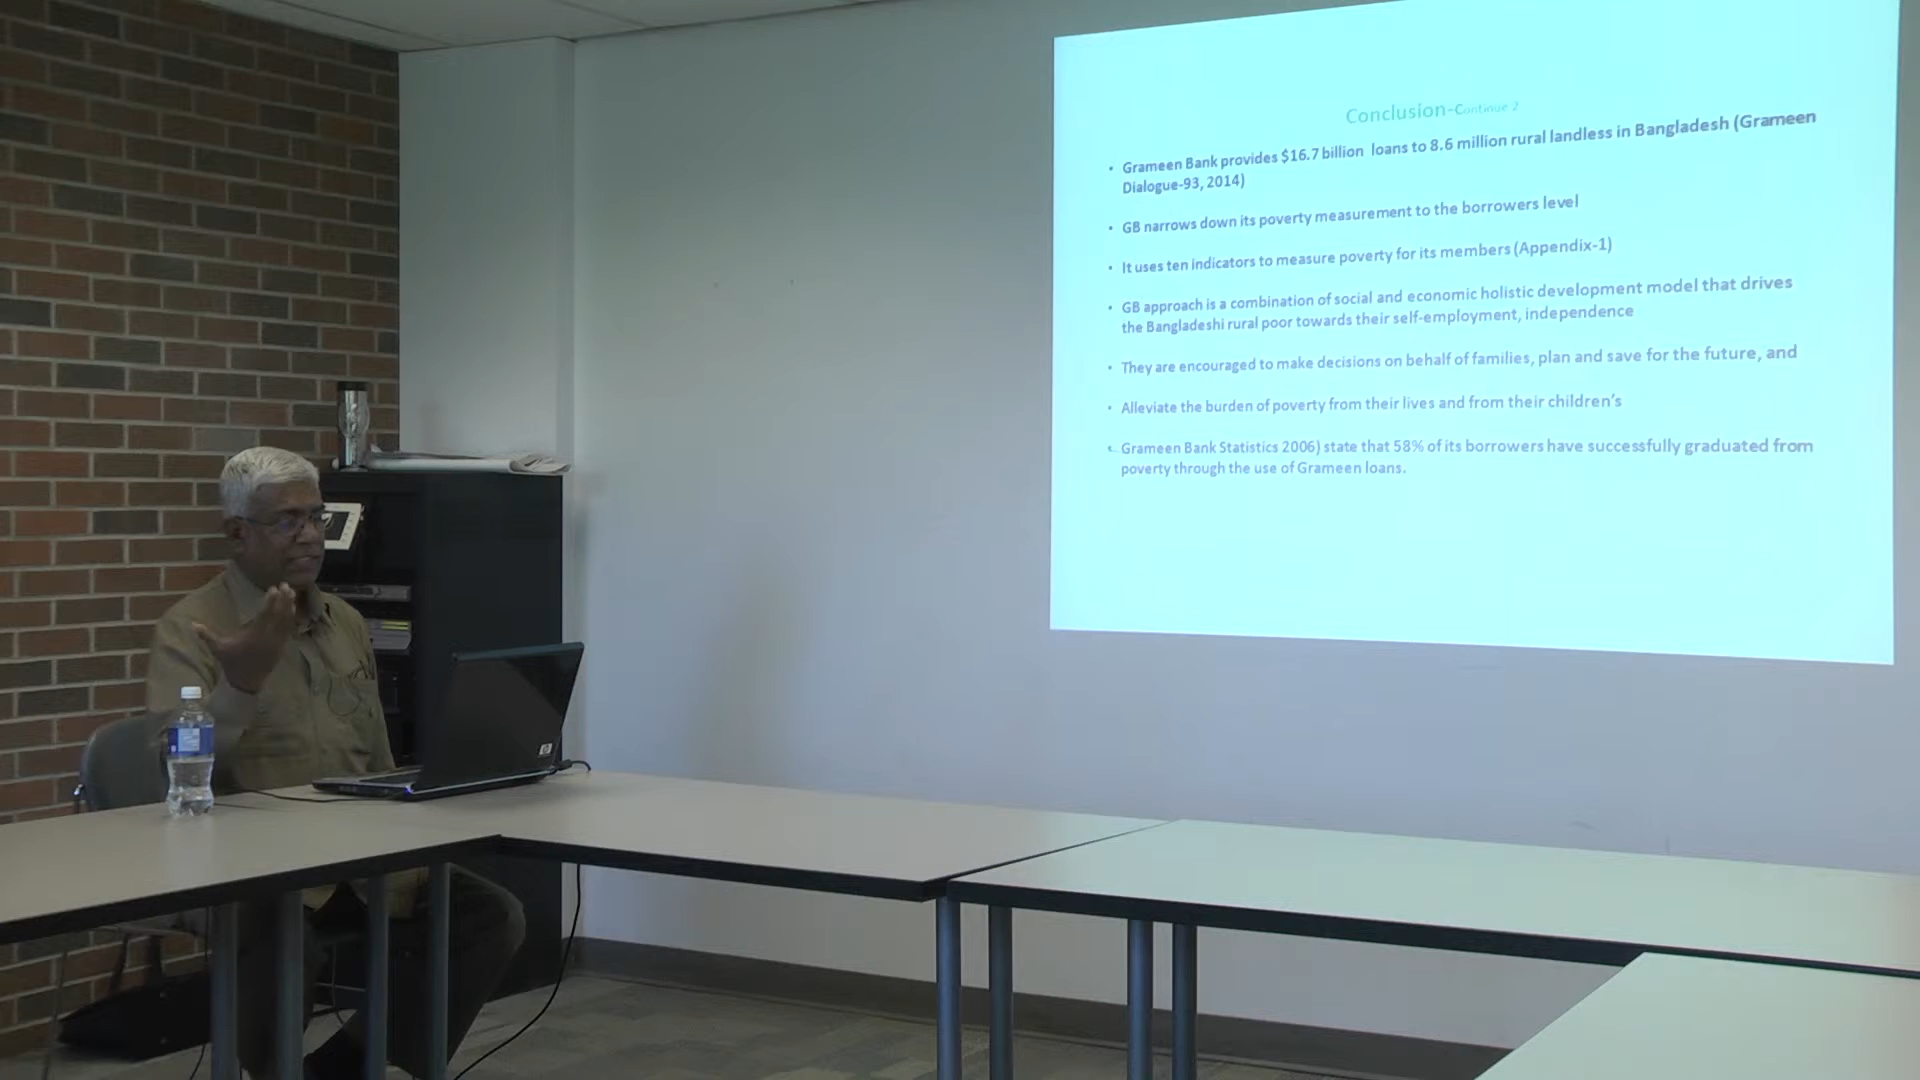 Conclusion-Continue 2
• Grameen Bank provides $16.7 billion loans to 8.6 million rural landless in Bangladesh (Grameen
Dialogue-93, 2014)
• GB narrows down its poverty measurement to the borrowers level
• It uses ten indicators to measure poverty for its members (Appendix-1)
• GB approach is a combination of social and economic holistic development model that drives
the Bangladeshi rural poor towards their self-employment, independence
• They are encouraged to make decisions on behalf of families, plan and save for the future, and
• Alleviate the burden of poverty from their lives and from their children's
Grameen Bank Statistics 2006) state that 58% of its borrowers have successfully graduated from
poverty through the use of Grameen loans.
hp